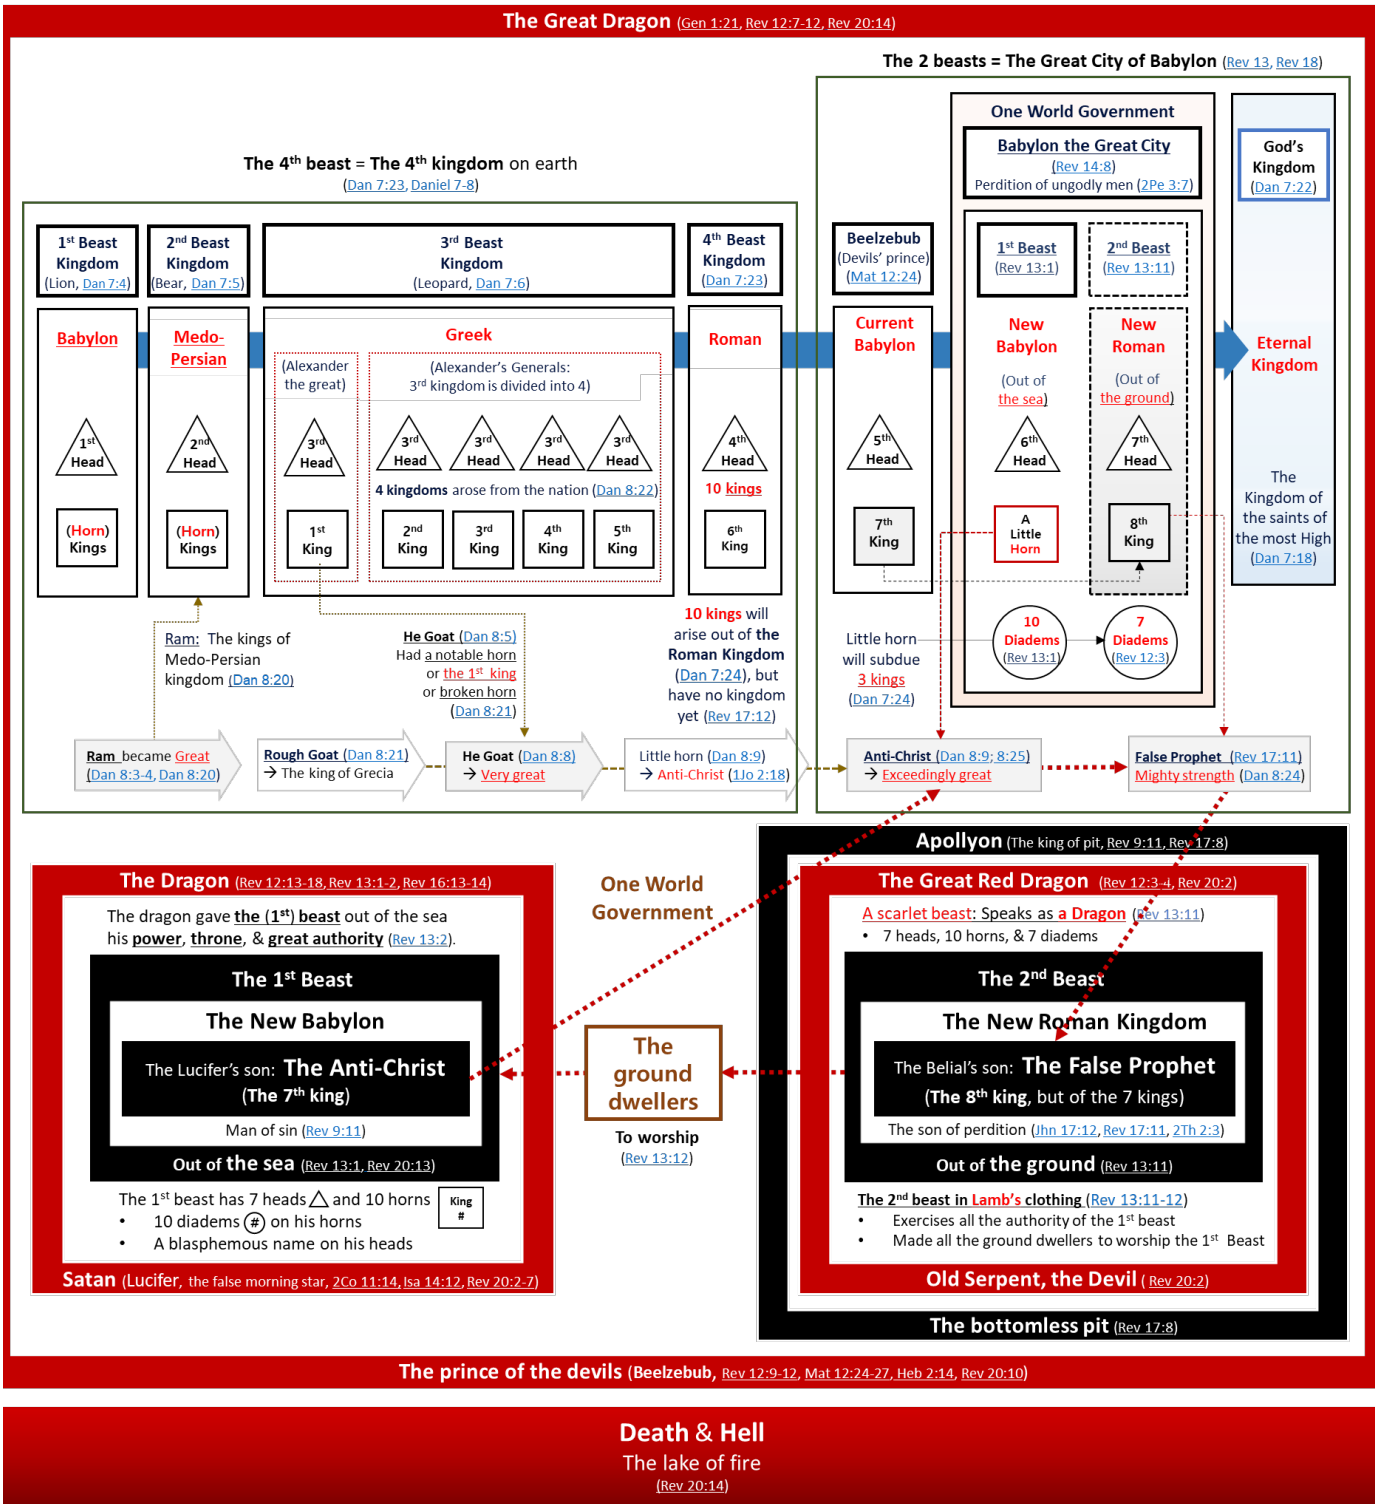 The Great Dragon (Gen 1:21, Rev 12:7-12, Rev 20:14)
The 2 beasts = The Great City of Babylon (Rev 13, Rev 18)
The 4th beast = The 4th kingdom on earth
(Dan 7:23, Daniel 7-8)
1st Beast
Kingdom
(Lion, Dan 7:4)
2nd Beast
Kingdom
(Bear, Dan 7:5)
3rd Beast
Kingdom
(Leopard, Dan 7:6)
4th Beast
Kingdom
(Dan 7:23)
Beelzebub
(Devils' prince)
(Mat 12:24)
One World Government
Babylon the Great City
(Rev 14:8)
Perdition of ungodly men (2Pe 3:7)
1st Beast
(Rev 13:1)
2nd Beast
(Rev 13:11)
God's
Kingdom
(Dan 7:22)
Babylon
1st
Head
(Horn)
Kings
Medo-
Persian
2nd
Head
(Horn)
Kings
Greek
(Alexander
the great)
3rd
Head
1st
King
(Alexander's Generals:
3rd kingdom is divided into 4)
3rd
Head
3rd
Head
3rd
Head
3rd
Head
4 kingdoms arose from the nation (Dan 8:22)
2nd
King
3rd
King
4th
King
5th
King
Roman
4th
Head
10 kings
6th
King
Current
Babylon
5th
Head
7th
King
New
Babylon
(Out of
the sea)
6th
Head
A
Little
Horn
10
Diadems
(Rev 13:1)
New
Roman
(Out of
the ground)
7th
Head
8th
King
7
Diadems
(Rev 12:3)
Eternal
Kingdom
The
Kingdom of
the saints of
the most High
(Dan 7:18)
Ram: The kings of
Medo-Persian
kingdom (Dan 8:20)
He Goat (Dan 8:5)
Had a notable horn
or the 1st king
or broken horn
(Dan 8:21)
10 kings will
arise out of the
Roman Kingdom
(Dan 7:24), but
have no kingdom
yet (Rev 17:12)
Little horn
will subdue
3 kings
(Dan 7:24)
Ram became Great
(Dan 8:3-4, Dan 8:20)
Rough Goat (Dan 8:21)
→ The king of Grecia
He Goat (Dan 8:8)
→ Very great
Little horn (Dan 8:9)
→ Anti-Christ (1Jo 2:18)
Anti-Christ (Dan 8:9; 8:25)
→ Exceedingly great
False Prophet (Rev 17:11)
Mighty strength (Dan 8:24)
The Dragon (Rev 12:13-18, Rev 13:1-2, Rev 16:13-14)
The dragon gave the (1st) beast out of the sea
his power, throne, & great authority (Rev 13:2).
The 1st Beast
The New Babylon
The Lucifer's son: The Anti-Christ
(The 7th king)
Man of sin (Rev 9:11)
Out of the sea (Rev 13:1, Rev 20:13)
The 1st beast has 7 heads and 10 horns
King
#
• 10 diadems # on his horns
• A blasphemous name on his heads
Satan (Lucifer, the false morning star, 2Co 11:14, Isa 14:12, Rev 20:2-7)
One World
Government
The
ground
dwellers
To worship
(Rev 13:12)
Apollyon (The king of pit, Rev 9:11, Rev 17:8)
The Great Red Dragon (Rev 12:3-4, Rev 20:2)
A scarlet beast: Speaks as a Dragon (Rev 13:11)
• 7 heads, 10 horns, & 7 diadems
The 2nd Beast
The New Roman Kingdom
The Belial's son: The False Prophet
(The 8th king, but of the 7 kings)
The son of perdition (Jhn 17:12, Rev 17:11, 2Th 2:3)
Out of the ground (Rev 13:11)
The 2nd beast in Lamb's clothing (Rev 13:11-12)
• Exercises all the authority of the 1st beast
• Made all the ground dwellers to worship the 1st Beast
Old Serpent, the Devil ( Rev 20:2)
The bottomless pit (Rev 17:8)
The prince of the devils (Beelzebub, Rev 12:9-12, Mat 12:24-27, Heb 2:14, Rev 20:10)
Death & Hell
The lake of fire
(Rev 20:14)